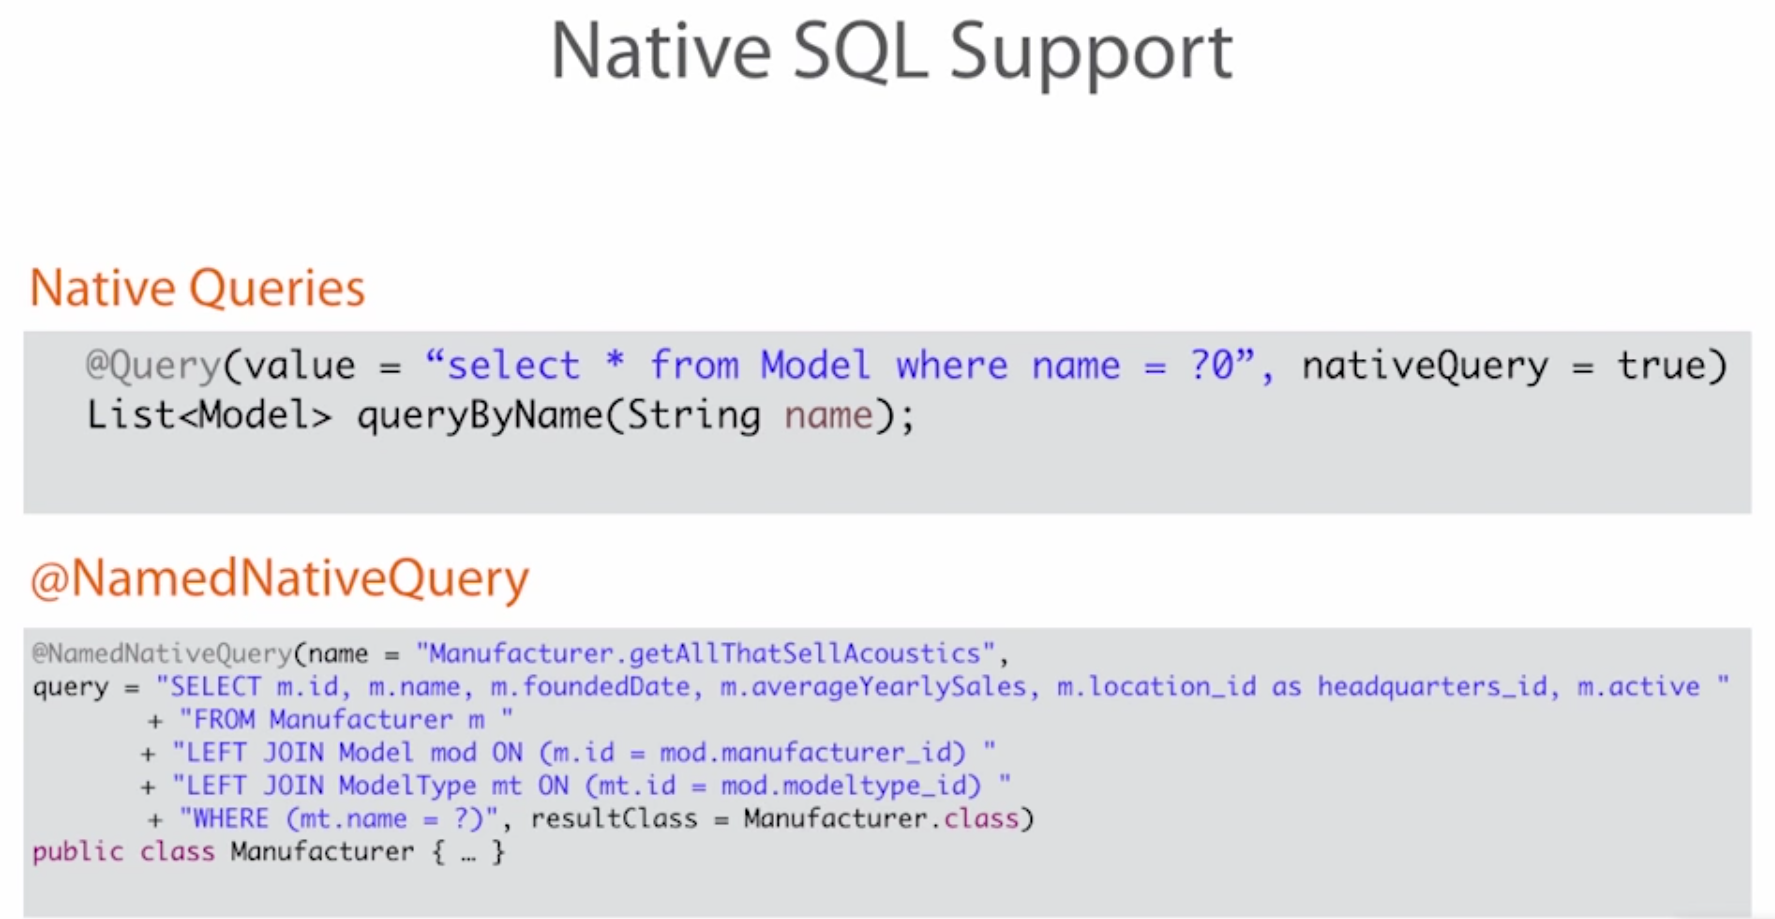 Native SQL Support
Native Queries
@Query(value = “select * from Model where name = ?0”, nativeQuery = true)
List<Model> queryByName(String name);
@NamedNativeQuery
@NamedNativeQuery(name = "Manufacturer.getAllThatSellAcoustics",
query = "SELECT m.id, m.name, m.foundedDate, m.averageYearlySales, m.location_id as headquarters_id, m.active "
+ "FROM Manufacturer m "
+ "LEFT JOIN Model mod ON (m.id = mod.manufacturer_id) "
+ "LEFT JOIN ModelType mt ON (mt.id = mod.modeltype_id) "
+ "WHERE (mt.name = ?)", resultClass = Manufacturer.class)
public class Manufacturer { … }